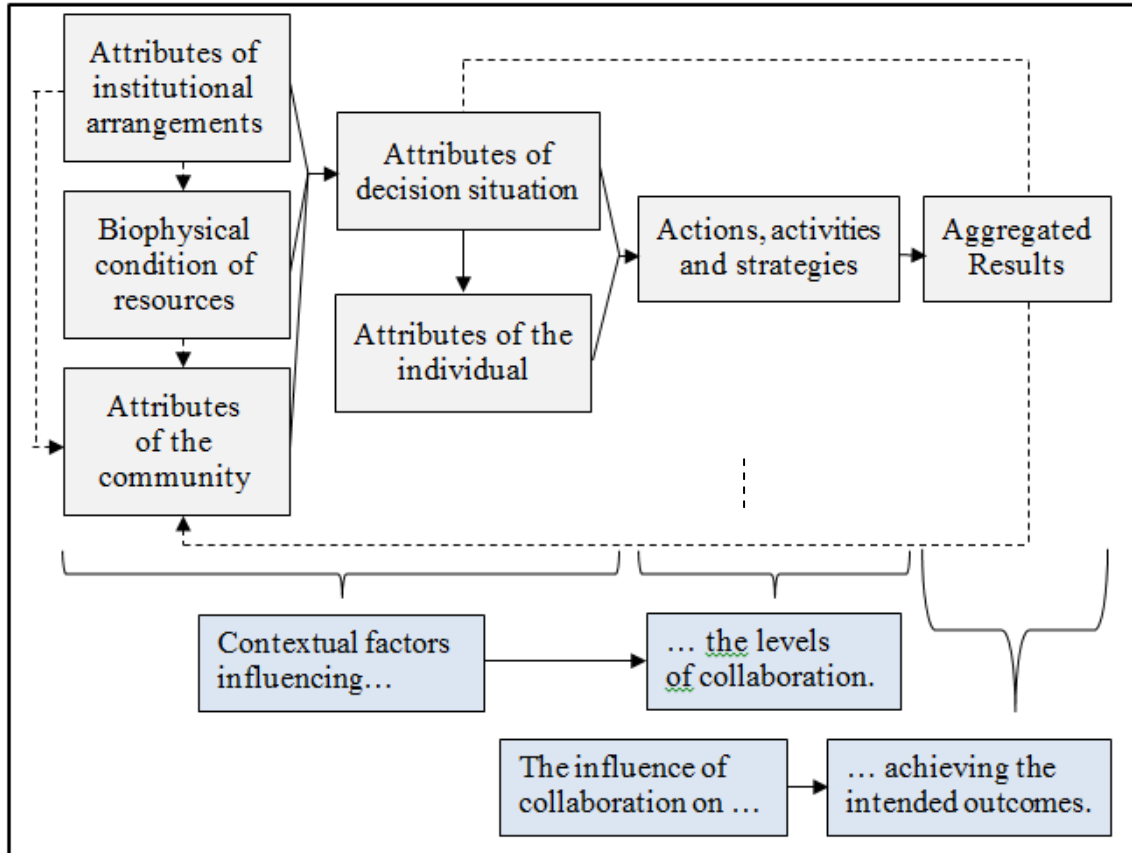 Attributes of
institutional
arrangements
Biophysical
condition of
resources
Attributes
of the
community
Attributes of
decision situation
Attributes of the
individual
Actions, activities
and strategies
Aggregated
Results
Contextual factors
influencing…
… the levels
of collaboration.
The influence of
collaboration on …
… achieving the
intended outcomes.